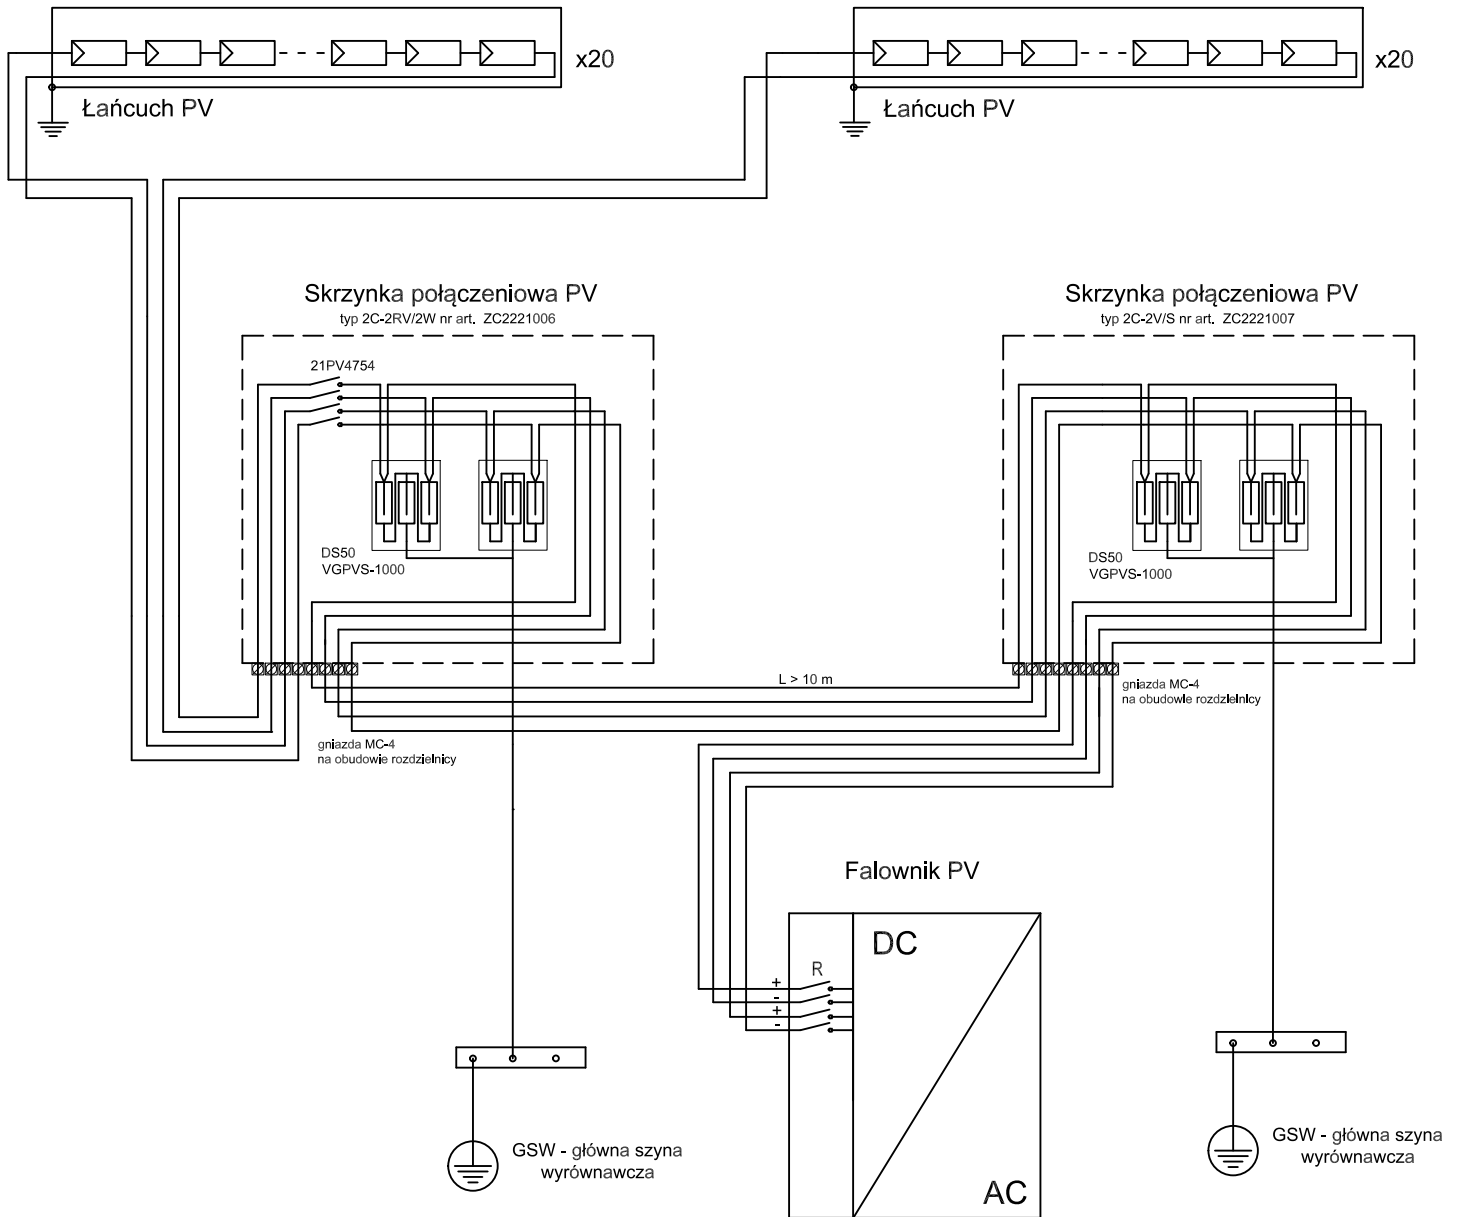 x20
x20
Łańcuch PV
Łańcuch PV
Skrzynka połączeniowa PV
typ 2C-2RV/2W nr art. ZC2221006
Skrzynka połączeniowa PV
typ 2C-2V/S nr art. ZC2221007
21PV4754
DS50
VGPVS-1000
DS50
VGPVS-1000
L > 10 m
gniazda MC-4
na obudowie rozdzielnicy
gniazda MC-4
na obudowie rozdzielnicy
Falownik PV
DC
R
+
-
+
-
AC
GSW - główna szyna
wyrównawcza
GSW - główna szyna
wyrównawcza